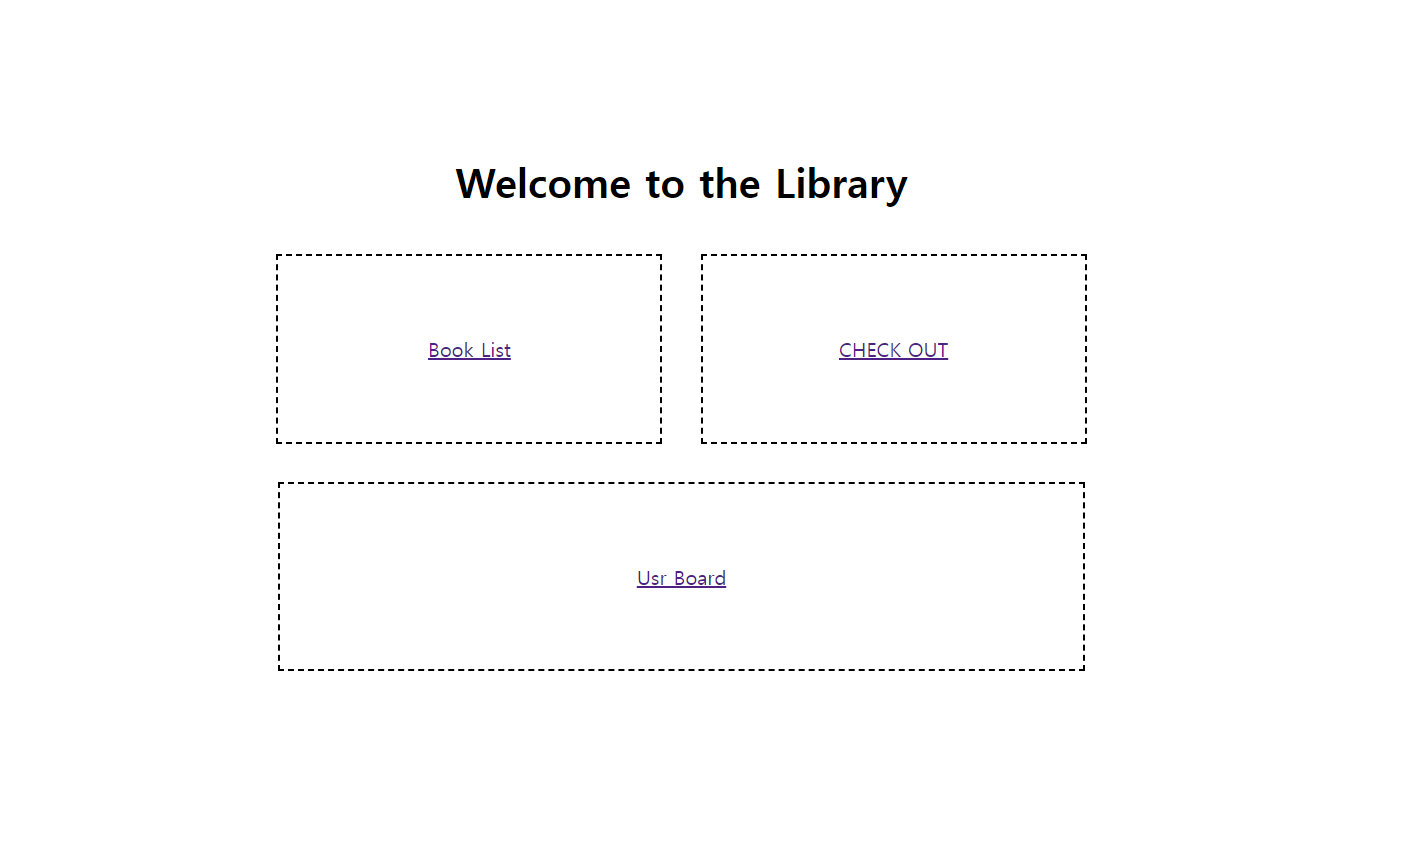 Welcome to the Library
Book List
CHECK OUT
Usr Board